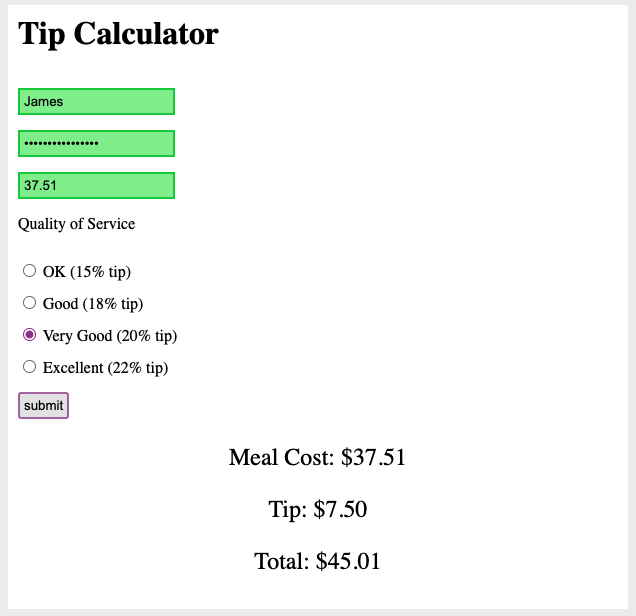 Tip Calculator
James
••••••••••••••••
37.51
Quality of Service
OK (15% tip)
Good (18% tip)
Very Good (20% tip)
Excellent (22% tip)
submit
Meal Cost: $37.51
Tip: $7.50
Total: $45.01